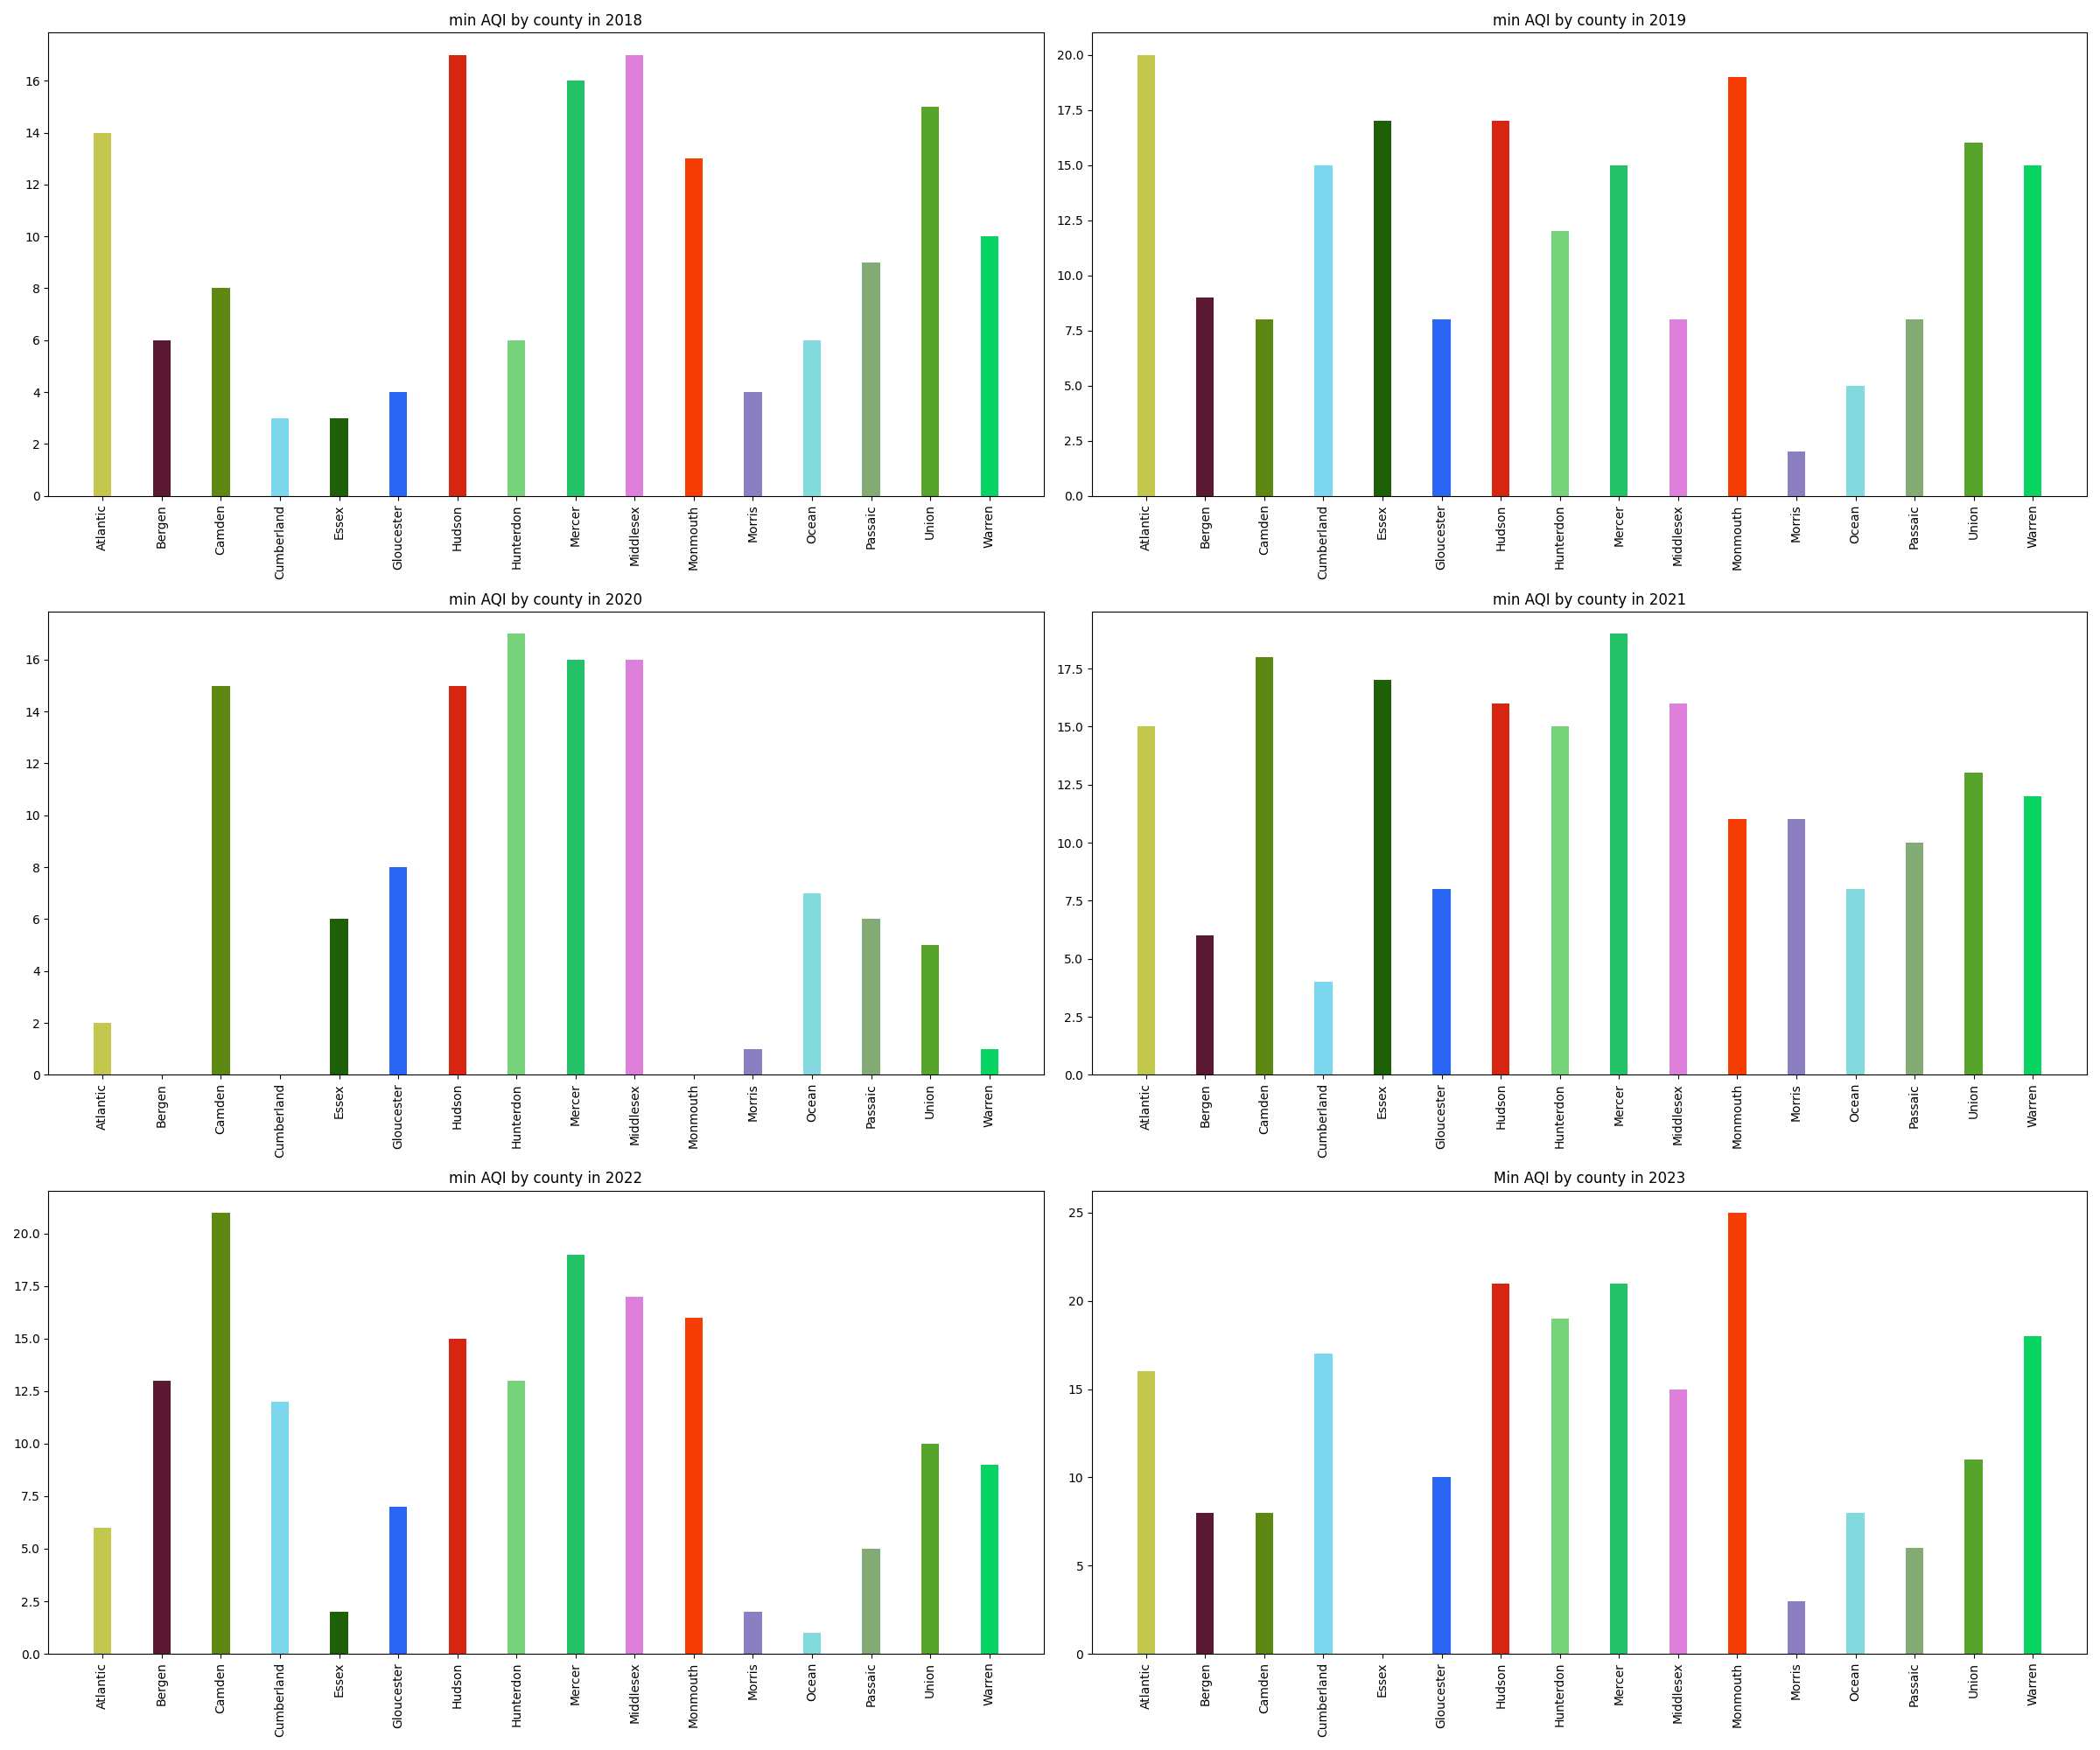 min AQI by county in 2018
16
14
12
10
8
6
4
2
0
Atlantic
Bergen
Camden
Cumberland
Essex
Gloucester
Hudson
Hunterdon
Mercer
Middlesex
Monmouth
Morris
Ocean
Passaic
Union
Warren
min AQI by county in 2019
20.0
17.5
15.0
12.5
10.0
7.5
5.0
2.5
0.0
Atlantic
Bergen
Camden
Cumberland
Essex
Gloucester
Hudson
Hunterdon
Mercer
Middlesex
Monmouth
Morris
Ocean
Passaic
Union
Warren
min AQI by county in 2020
16
14
12
10
8
6
4
2
0
Atlantic
Bergen
Camden
Cumberland
Essex
Gloucester
Hudson
Hunterdon
Mercer
Middlesex
Monmouth
Morris
Ocean
Passaic
Union
Warren
min AQI by county in 2021
17.5
15.0
12.5
10.0
7.5
5.0
2.5
0.0
Atlantic
Bergen
Camden
Cumberland
Essex
Gloucester
Hudson
Hunterdon
Mercer
Middlesex
Monmouth
Morris
Ocean
Passaic
Union
Warren
min AQI by county in 2022
20.0
17.5
15.0
12.5
10.0
7.5
5.0
2.5
0.0
Atlantic
Bergen
Camden
Cumberland
Essex
Gloucester
Hudson
Hunterdon
Mercer
Middlesex
Monmouth
Morris
Ocean
Passaic
Union
Warren
Min AQI by county in 2023
25
20
15
10
5
0
Atlantic
Bergen
Camden
Cumberland
Essex
Gloucester
Hudson
Hunterdon
Mercer
Middlesex
Monmouth
Morris
Ocean
Passaic
Union
Warren